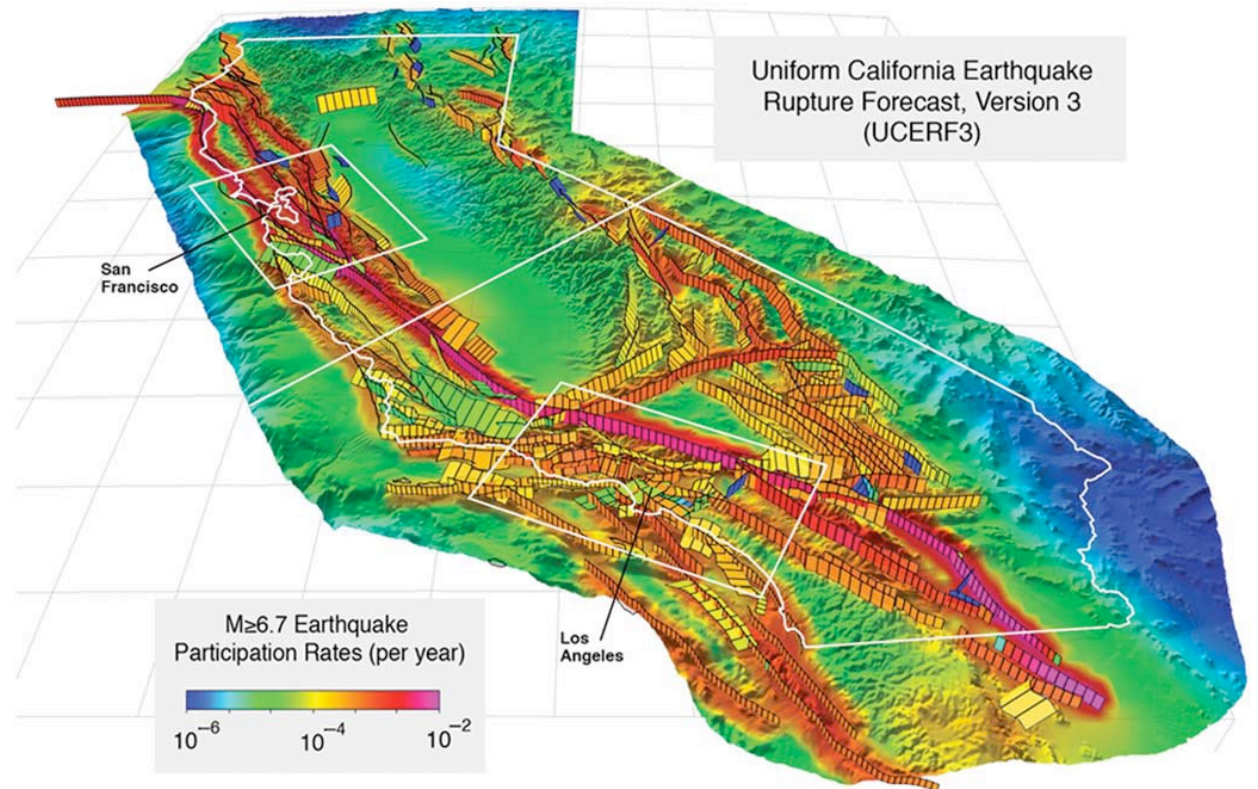 Uniform California Earthquake
Rupture Forecast, Version 3
(UCERF3)
San
Francisco
Los
Angeles
M≥6.7 Earthquake
Participation Rates (per year)
10⁻⁶ 10⁻⁴ 10⁻²